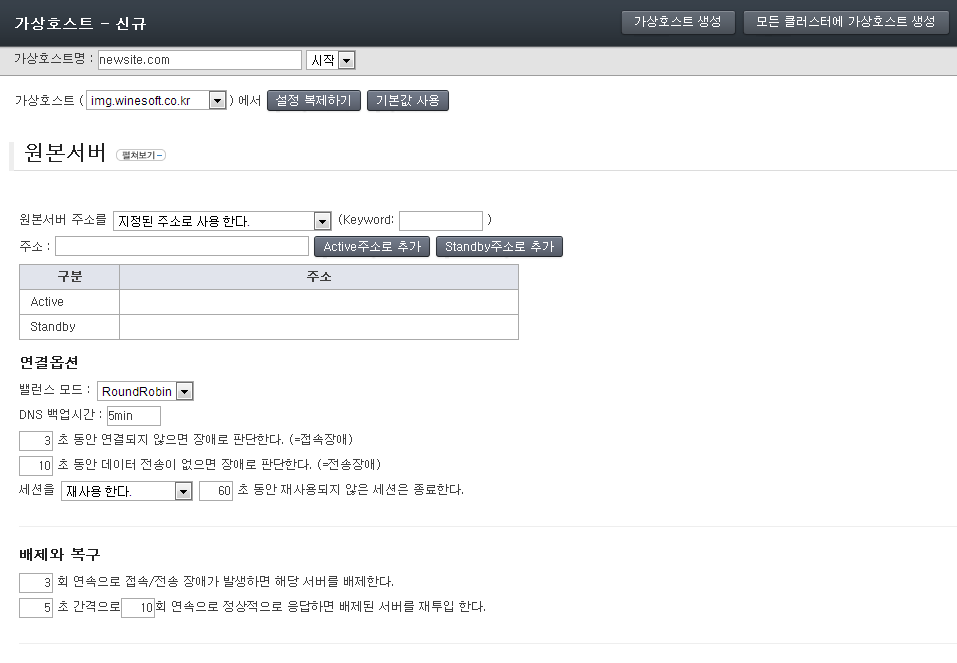 가상호스트 - 신규 가상호스트 생성 모든 클러스터에 가상호스트 생성
가상호스트명 : newsite.com 시작
가상호스트 ( img.winesoft.co.kr ) 에서 설정 복제하기 기본값 사용
원본서버 펼쳐보기-
원본서버 주소를 지정된 주소로 사용 한다. (Keyword: )
주소 : Active주소로 추가 Standby주소로 추가
구분 주소
Active
Standby
연결옵션
밸런스 모드 : RoundRobin
DNS 백업시간 : 5min
3 초 동안 연결되지 않으면 장애로 판단한다. (=접속장애)
10 초 동안 데이터 전송이 없으면 장애로 판단한다. (=전송장애)
세션을 재사용 한다. 60 초 동안 재사용되지 않은 세션은 종료한다.
배제와 복구
3 회 연속으로 접속/전송 장애가 발생하면 해당 서버를 배제한다.
5 초 간격으로 10 회 연속으로 정상적으로 응답하면 배제된 서버를 재투입 한다.